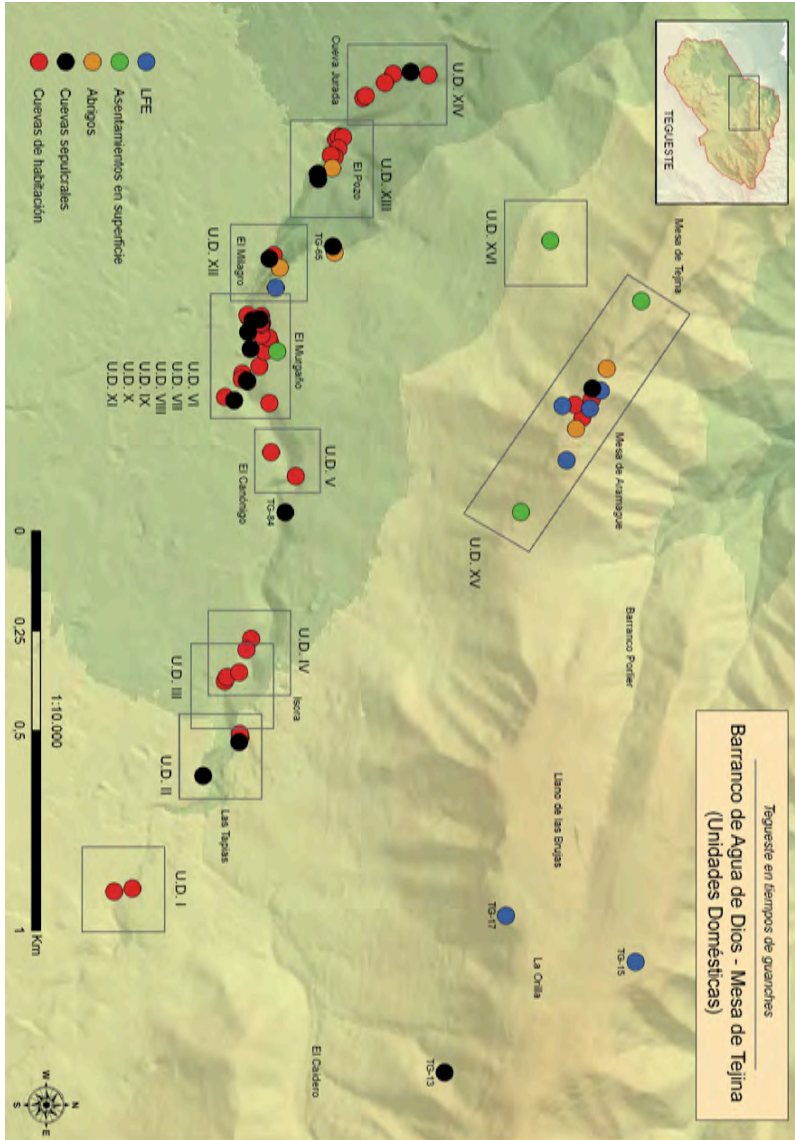 Tegueste en tiempos de guanches
Barranco de Agua de Dios - Mesa de Tejina
(Unidades Domésticas)
TEGUESTE
Mesa de Tejina
Mesa de Aramague
Barranco Porlier
Llano de las Brujas
La Orilla
TG-15
TG-17
TG-13
El Caidero
U.D. XVI
U.D. XV
U.D. XIV
Cueva Jurada
U.D. XIII
El Pozo
TG-65
El Milagro
U.D. XII
El Murgaño
U.D. VI
U.D. VII
U.D. VIII
U.D. IX
U.D. X
U.D. XI
U.D. V
El Canónigo
TG-84
U.D. IV
Isora
U.D. III
U.D. II
Las Tapias
U.D. I
LFE
Asentamientos en superficie
Abrigos
Cuevas sepulcrales
Cuevas de habitación
0
0,25
0,5
1
Km
1:10.000
N
W
E
S